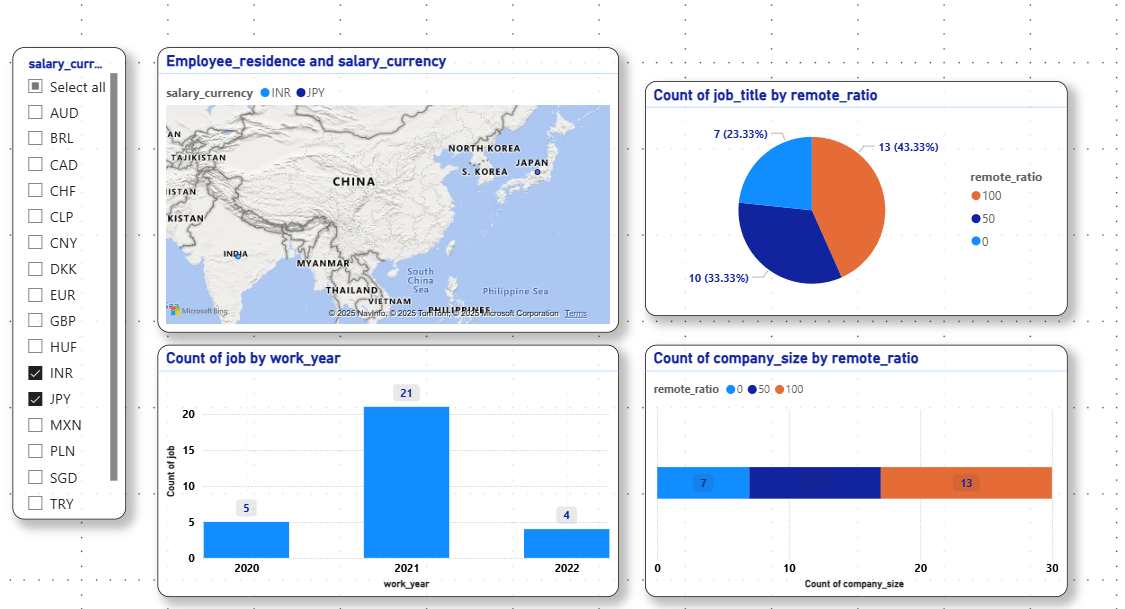 salary_curr...
Select all
AUD
BRL
CAD
CHF
CLP
CNY
DKK
EUR
GBP
HUF
INR
JPY
MXN
PLN
SGD
TRY
Employee_residence and salary_currency
salary_currency INR JPY
AN
TAJIKISTAN
ISTAN
KISTAN
INDIA
CHINA
NORTH KOREA
S. KOREA
JAPAN
MYANMAR
THAILAND
VIETNAM
South
China
Sea
Philippine Sea
PHILIPPINES
Microsoft Bing
© 2025 NavInfo, © 2025 TomTom, © 2025 Microsoft Corporation Terms
Count of job_title by remote_ratio
7 (23.33%)
13 (43.33%)
10 (33.33%)
remote_ratio
100
50
0
Count of job by work_year
Count of job
20
15
10
5
0
5
21
4
2020 2021 2022
work_year
Count of company_size by remote_ratio
remote_ratio 0 50 100
7
13
0 10 20 30
Count of company_size